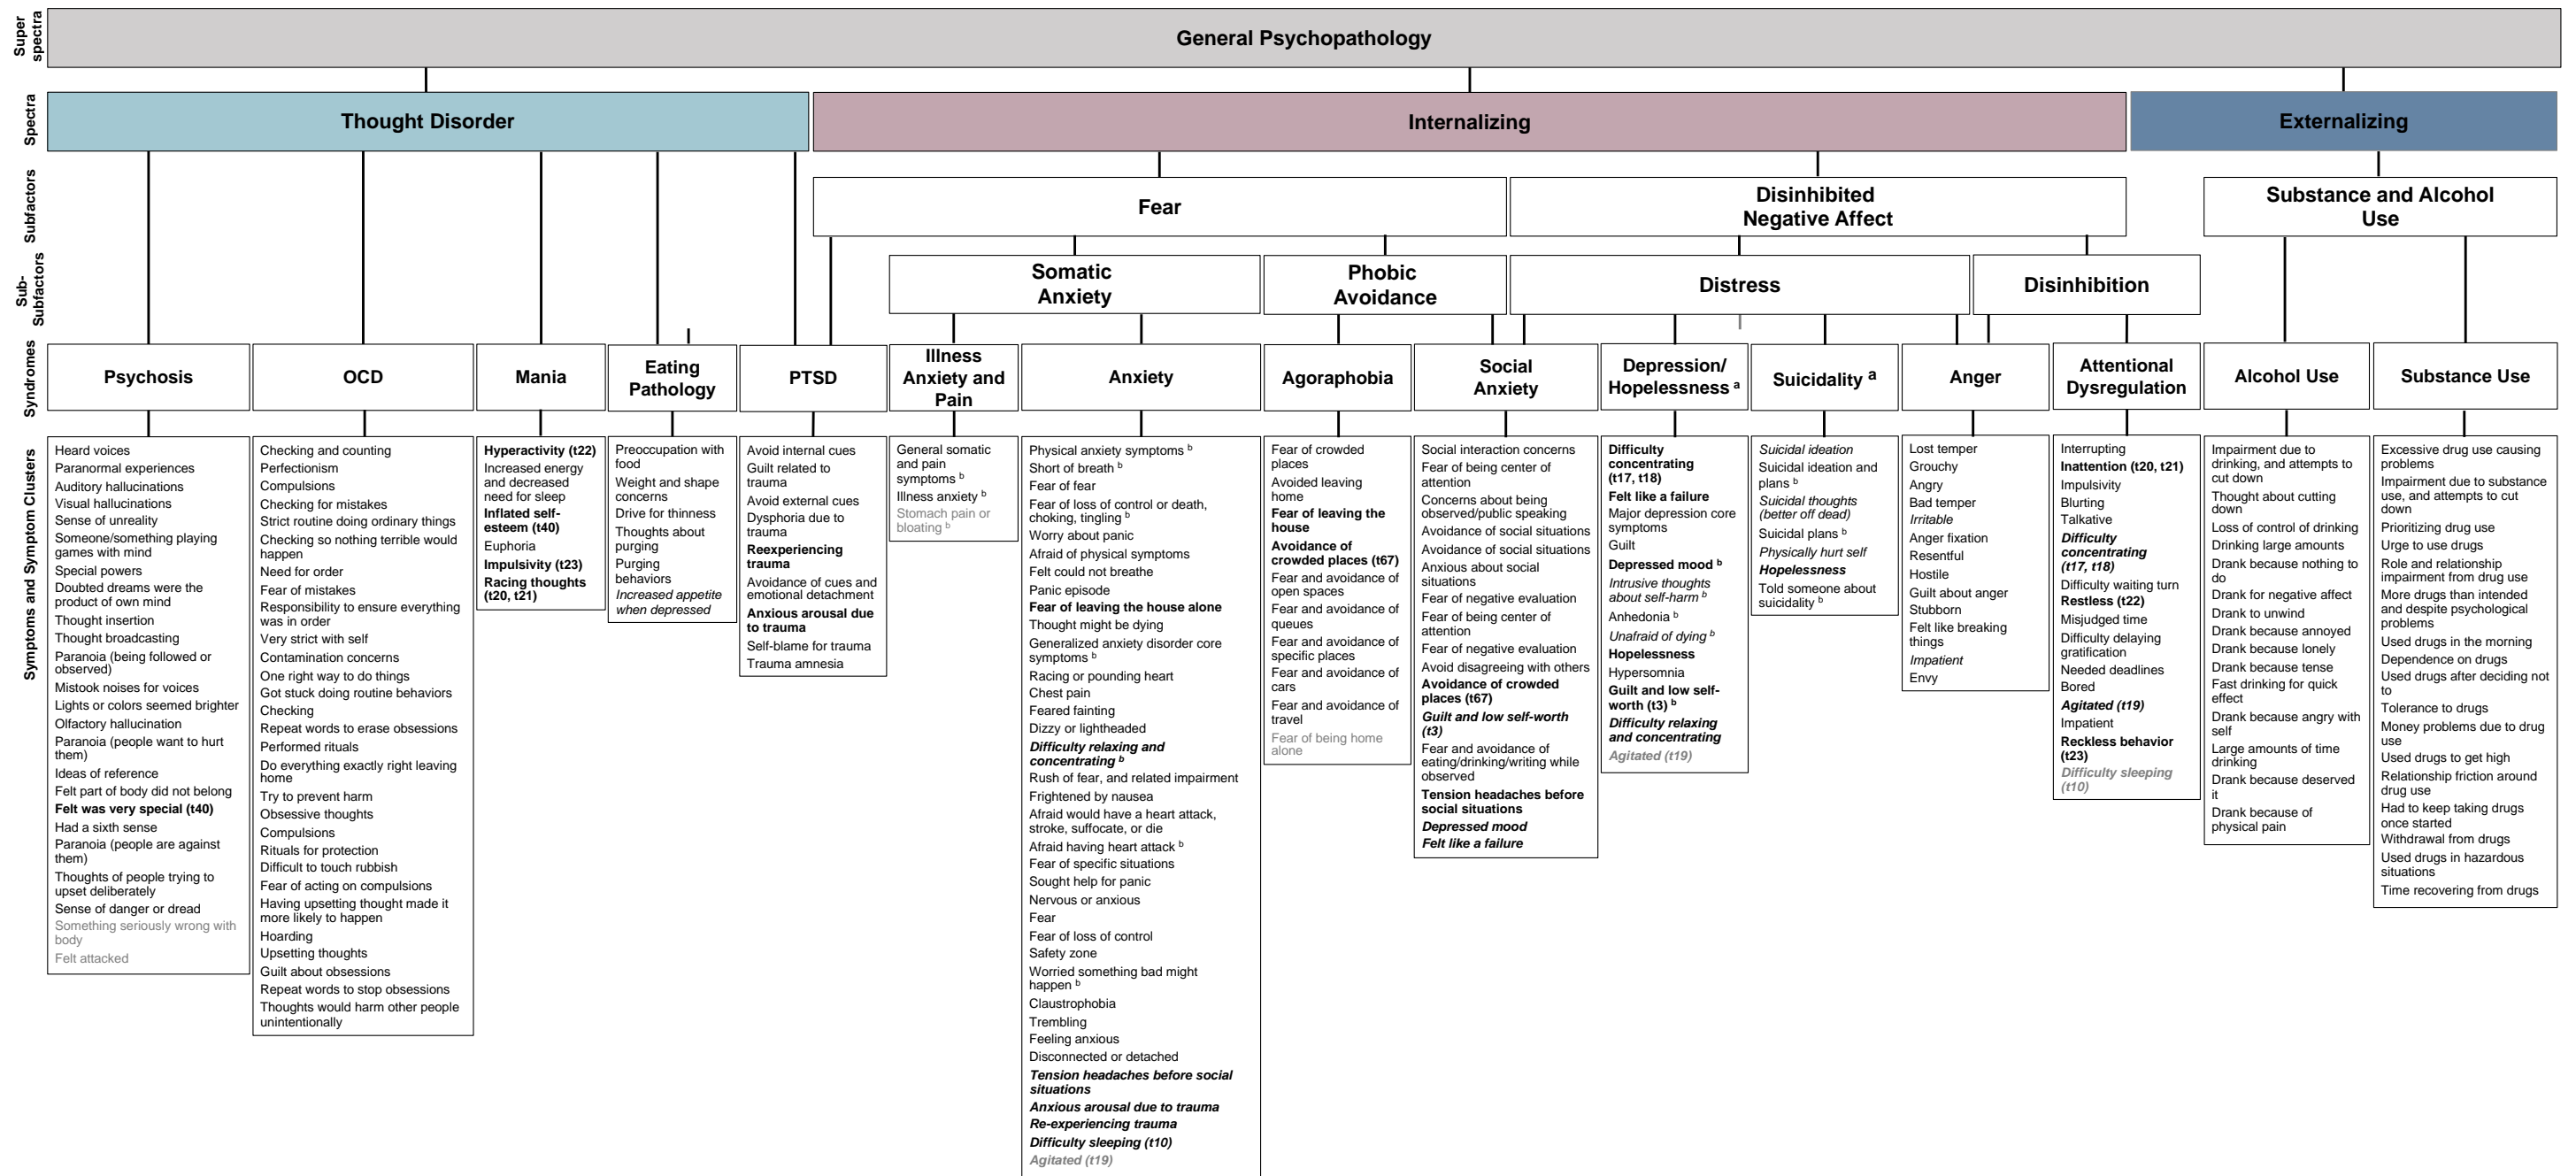 Super
spectra
General Psychopathology
Spectra
Thought Disorder
Internalizing
Externalizing
Subfactors
Fear
Disinhibited
Negative Affect
Substance and Alcohol
Use
Sub-
Subfactors
Somatic
Anxiety
Phobic
Avoidance
Distress
Disinhibition
Syndromes
Psychosis
OCD
Mania
Eating
Pathology
PTSD
Illness
Anxiety and
Pain
Anxiety
Agoraphobia
Social
Anxiety
Depression/
Hopelessness a
Suicidality a
Anger
Attentional
Dysregulation
Alcohol Use
Substance Use
Symptoms and Symptom Clusters
Heard voices
Paranormal experiences
Auditory hallucinations
Visual hallucinations
Sense of unreality
Someone/something playing
games with mind
Special powers
Doubted dreams were the
product of own mind
Thought insertion
Thought broadcasting
Paranoia (being followed or
observed)
Mistook noises for voices
Lights or colors seemed brighter
Olfactory hallucination
Paranoia (people want to hurt
them)
Ideas of reference
Felt part of body did not belong
Felt was very special (t40)
Had a sixth sense
Paranoia (people are against
them)
Thoughts of people trying to
upset deliberately
Sense of danger or dread
Something seriously wrong with
body
Felt attacked
Checking and counting
Perfectionism
Compulsions
Checking for mistakes
Strict routine doing ordinary things
Checking so nothing terrible would
happen
Need for order
Fear of mistakes
Responsibility to ensure everything
was in order
Very strict with self
Contamination concerns
One right way to do things
Got stuck doing routine behaviors
Checking
Repeat words to erase obsessions
Performed rituals
Do everything exactly right leaving
home
Try to prevent harm
Obsessive thoughts
Compulsions
Rituals for protection
Difficult to touch rubbish
Fear of acting on compulsions
Having upsetting thought made it
more likely to happen
Hoarding
Upsetting thoughts
Guilt about obsessions
Repeat words to stop obsessions
Thoughts would harm other people
unintentionally
Hyperactivity (t22)
Increased energy
and decreased
need for sleep
Inflated self-
esteem (t40)
Euphoria
Impulsivity (t23)
Racing thoughts
(t20, t21)
Preoccupation with
food
Weight and shape
concerns
Drive for thinness
Thoughts about
purging
Purging
behaviors
Increased appetite
when depressed
Avoid internal cues
Guilt related to
trauma
Avoid external cues
Dysphoria due to
trauma
Reexperiencing
trauma
Avoidance of cues and
emotional detachment
Anxious arousal due
to trauma
Self-blame for trauma
Trauma amnesia
General somatic
and pain
symptoms b
Illness anxiety b
Stomach pain or
bloating b
Physical anxiety symptoms b
Short of breath b
Fear of fear
Fear of loss of control or death,
choking, tingling b
Worry about panic
Afraid of physical symptoms
Felt could not breathe
Panic episode
Fear of leaving the house alone
Thought might be dying
Generalized anxiety disorder core
symptoms b
Racing or pounding heart
Chest pain
Feared fainting
Dizzy or lightheaded
Difficulty relaxing and
concentrating b
Rush of fear, and related impairment
Frightened by nausea
Afraid would have a heart attack,
stroke, suffocate, or die
Afraid having heart attack b
Fear of specific situations
Sought help for panic
Nervous or anxious
Fear
Fear of loss of control
Safety zone
Worried something bad might
happen b
Claustrophobia
Trembling
Feeling anxious
Disconnected or detached
Tension headaches before social
situations
Anxious arousal due to trauma
Re-experiencing trauma
Difficulty sleeping (t10)
Agitated (t19)
Fear of crowded
places
Avoided leaving
home
Fear of leaving the
house
Avoidance of
crowded places (t67)
Fear and avoidance of
open spaces
Fear and avoidance of
queues
Fear and avoidance of
specific places
Fear and avoidance of
cars
Fear and avoidance of
travel
Fear of being home
alone
Social interaction concerns
Fear of being center of
attention
Concerns about being
observed/public speaking
Avoidance of social situations
Avoidance of social situations
Anxious about social
situations
Fear of negative evaluation
Fear of being center of
attention
Fear of negative evaluation
Avoid disagreeing with others
Avoidance of crowded
places (t67)
Guilt and low self-worth
(t3)
Fear and avoidance of
eating/drinking/writing while
observed
Tension headaches before
social situations
Depressed mood
Felt like a failure
Difficulty
concentrating
(t17, t18)
Felt like a failure
Major depression core
symptoms
Guilt
Depressed mood b
Intrusive thoughts
about self-harm b
Anhedonia b
Unafraid of dying b
Hopelessness
Hypersomnia
Guilt and low self-
worth (t3) b
Difficulty relaxing
and concentrating
Agitated (t19)
Suicidal ideation
Suicidal ideation and
plans b
Suicidal thoughts
(better off dead)
Suicidal plans b
Physically hurt self
Hopelessness
Told someone about
suicidality b
Lost temper
Grouchy
Angry
Bad temper
Irritable
Anger fixation
Resentful
Hostile
Guilt about anger
Stubborn
Felt like breaking
things
Impatient
Envy
Interrupting
Inattention (t20, t21)
Impulsivity
Blurting
Talkative
Difficulty
concentrating
(t17, t18)
Difficulty waiting turn
Restless (t22)
Misjudged time
Difficulty delaying
gratification
Needed deadlines
Bored
Agitated (t19)
Impatient
Reckless behavior
(t23)
Difficulty sleeping
(t10)
Impairment due to
drinking, and attempts to
cut down
Thought about cutting
down
Loss of control of drinking
Drinking large amounts
Drank because nothing to
do
Drank for negative affect
Drank to unwind
Drank because annoyed
Drank because lonely
Drank because tense
Fast drinking for quick
effect
Drank because angry with
self
Large amounts of time
drinking
Drank because deserved
it
Drank because of
physical pain
Excessive drug use causing
problems
Impairment due to substance
use, and attempts to cut
down
Prioritizing drug use
Urge to use drugs
Role and relationship
impairment from drug use
More drugs than intended
and despite psychological
problems
Used drugs in the morning
Dependence on drugs
Used drugs after deciding not
to
Tolerance to drugs
Money problems due to drug
use
Used drugs to get high
Relationship friction around
drug use
Had to keep taking drugs
once started
Withdrawal from drugs
Used drugs in hazardous
situations
Time recovering from drugs